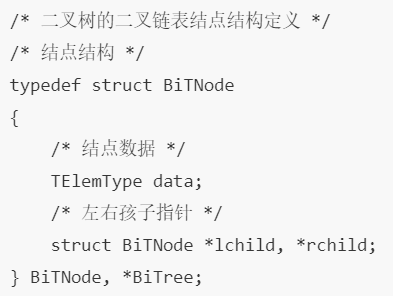 /* 二叉树的二叉链表结点结构定义 */
/* 结点结构 */
typedef struct BiTNode
{
    /* 结点数据 */
    TElemType data;
    /* 左右孩子指针 */
    struct BiTNode *lchild, *rchild;
} BiTNode, *BiTree;